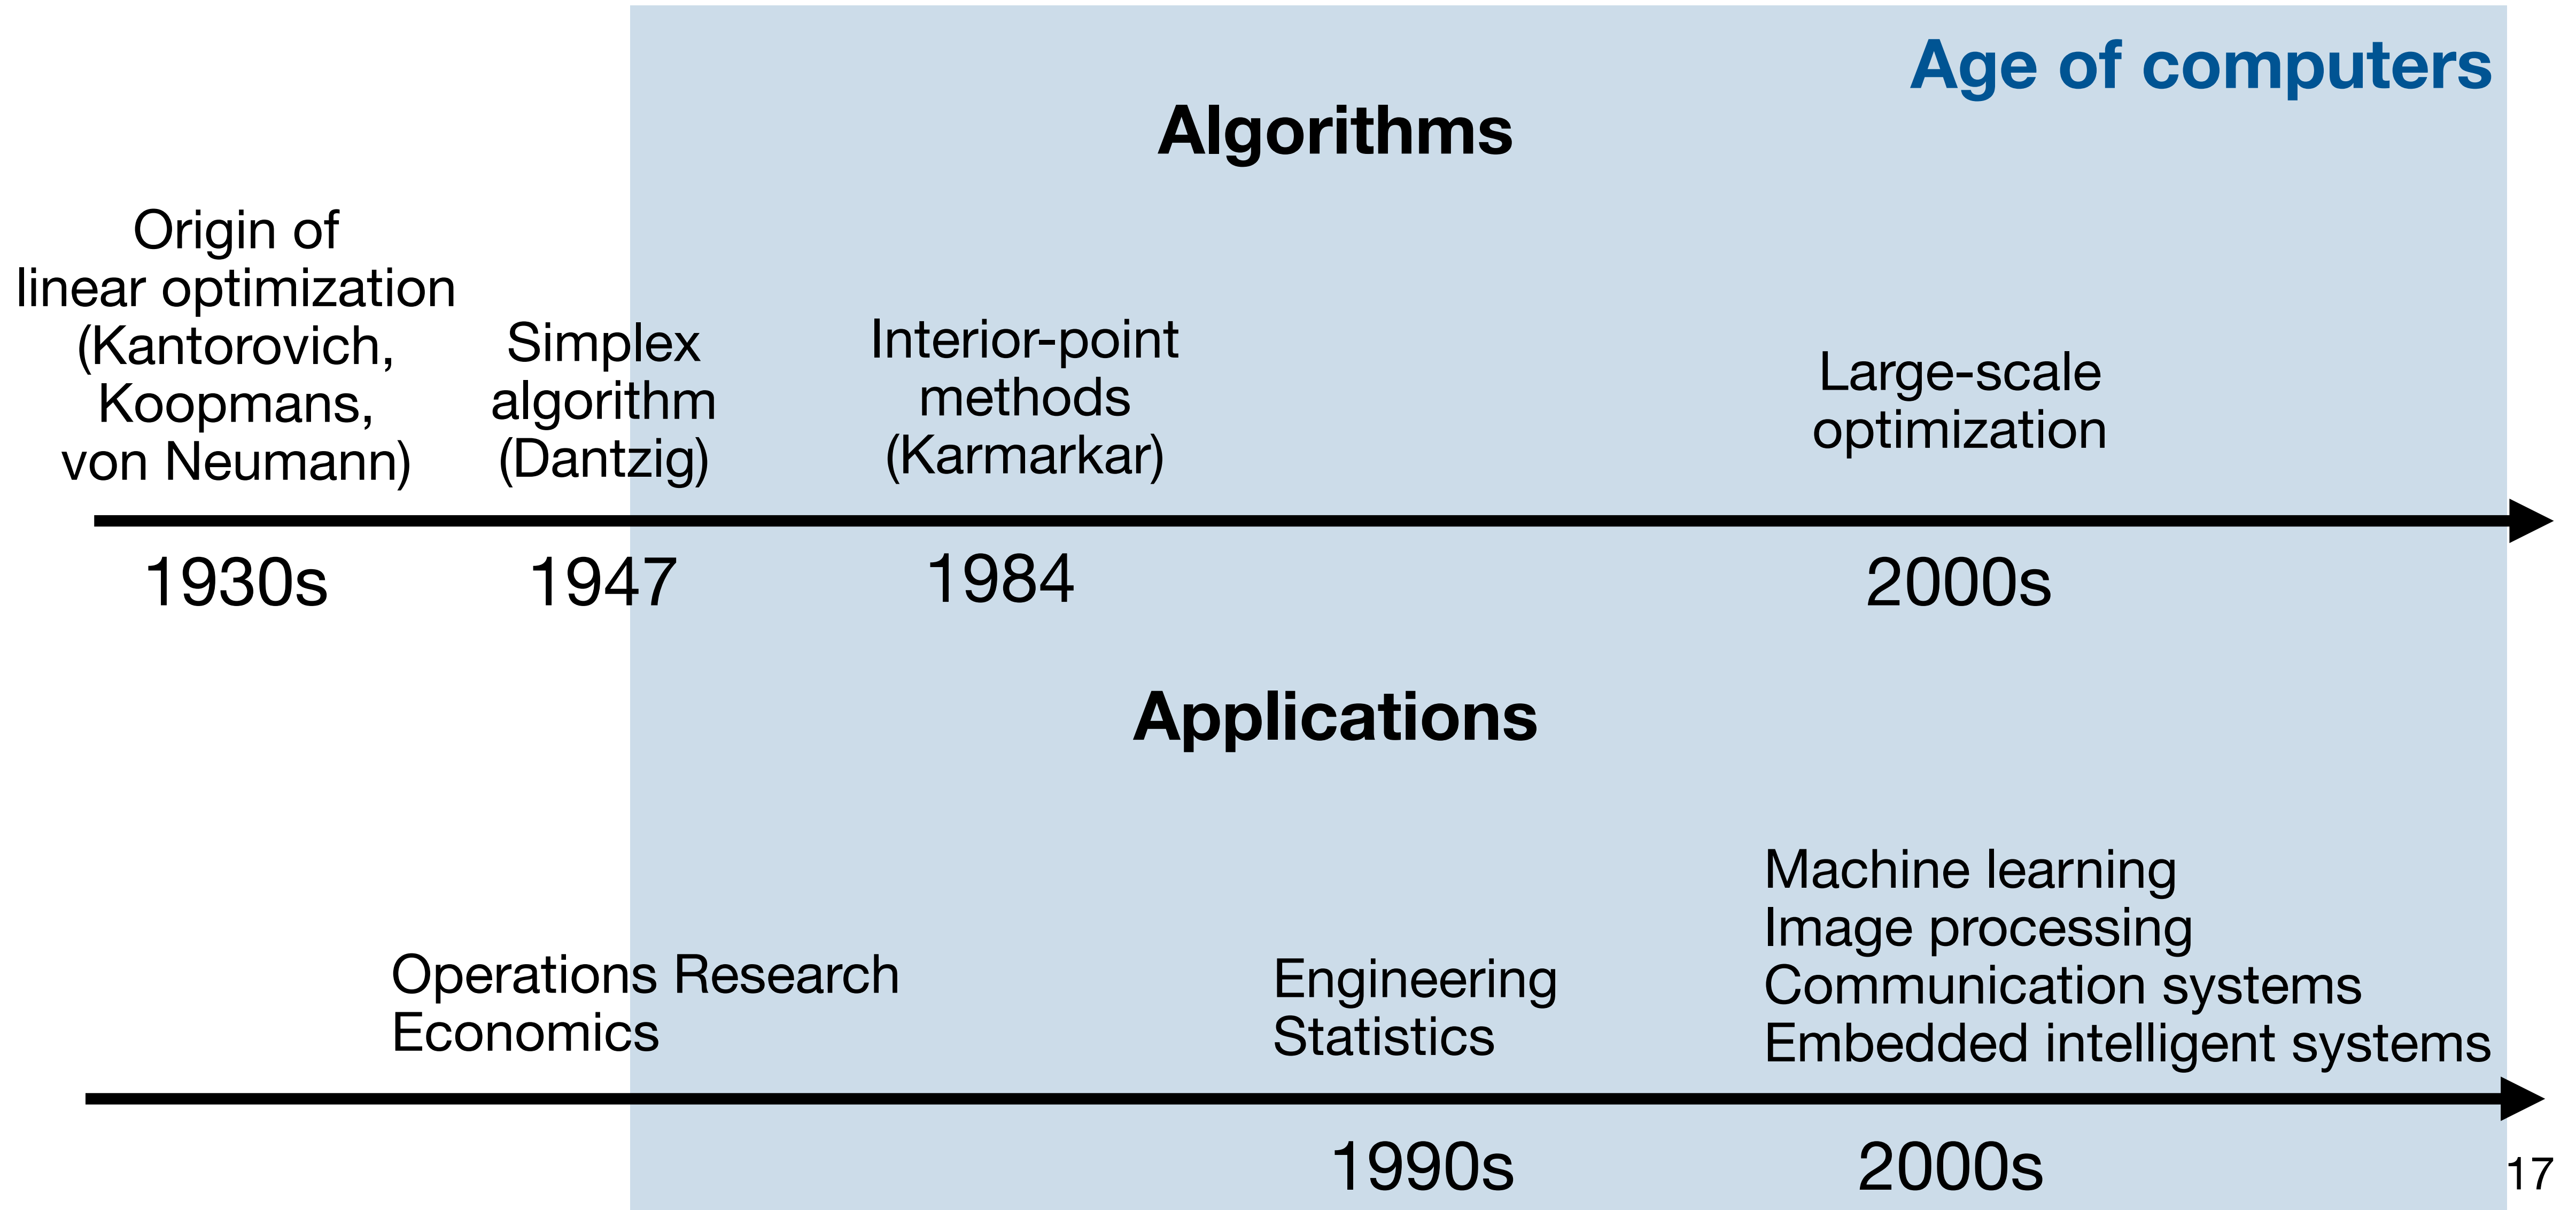 Age of computers
Algorithms
Origin of
linear optimization
(Kantorovich,
Koopmans,
von Neumann)
Simplex
algorithm
(Dantzig)
Interior-point
methods
(Karmarkar)
Large-scale
optimization
1930s
1947
1984
2000s
Applications
Operations Research
Economics
Engineering
Statistics
Machine learning
Image processing
Communication systems
Embedded intelligent systems
1990s
2000s
17